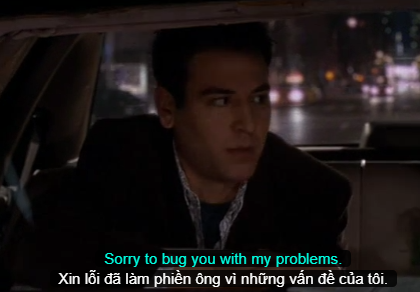 Sorry to bug you with my problems.
Xin lỗi đã làm phiền ông vì những vấn đề của tôi.